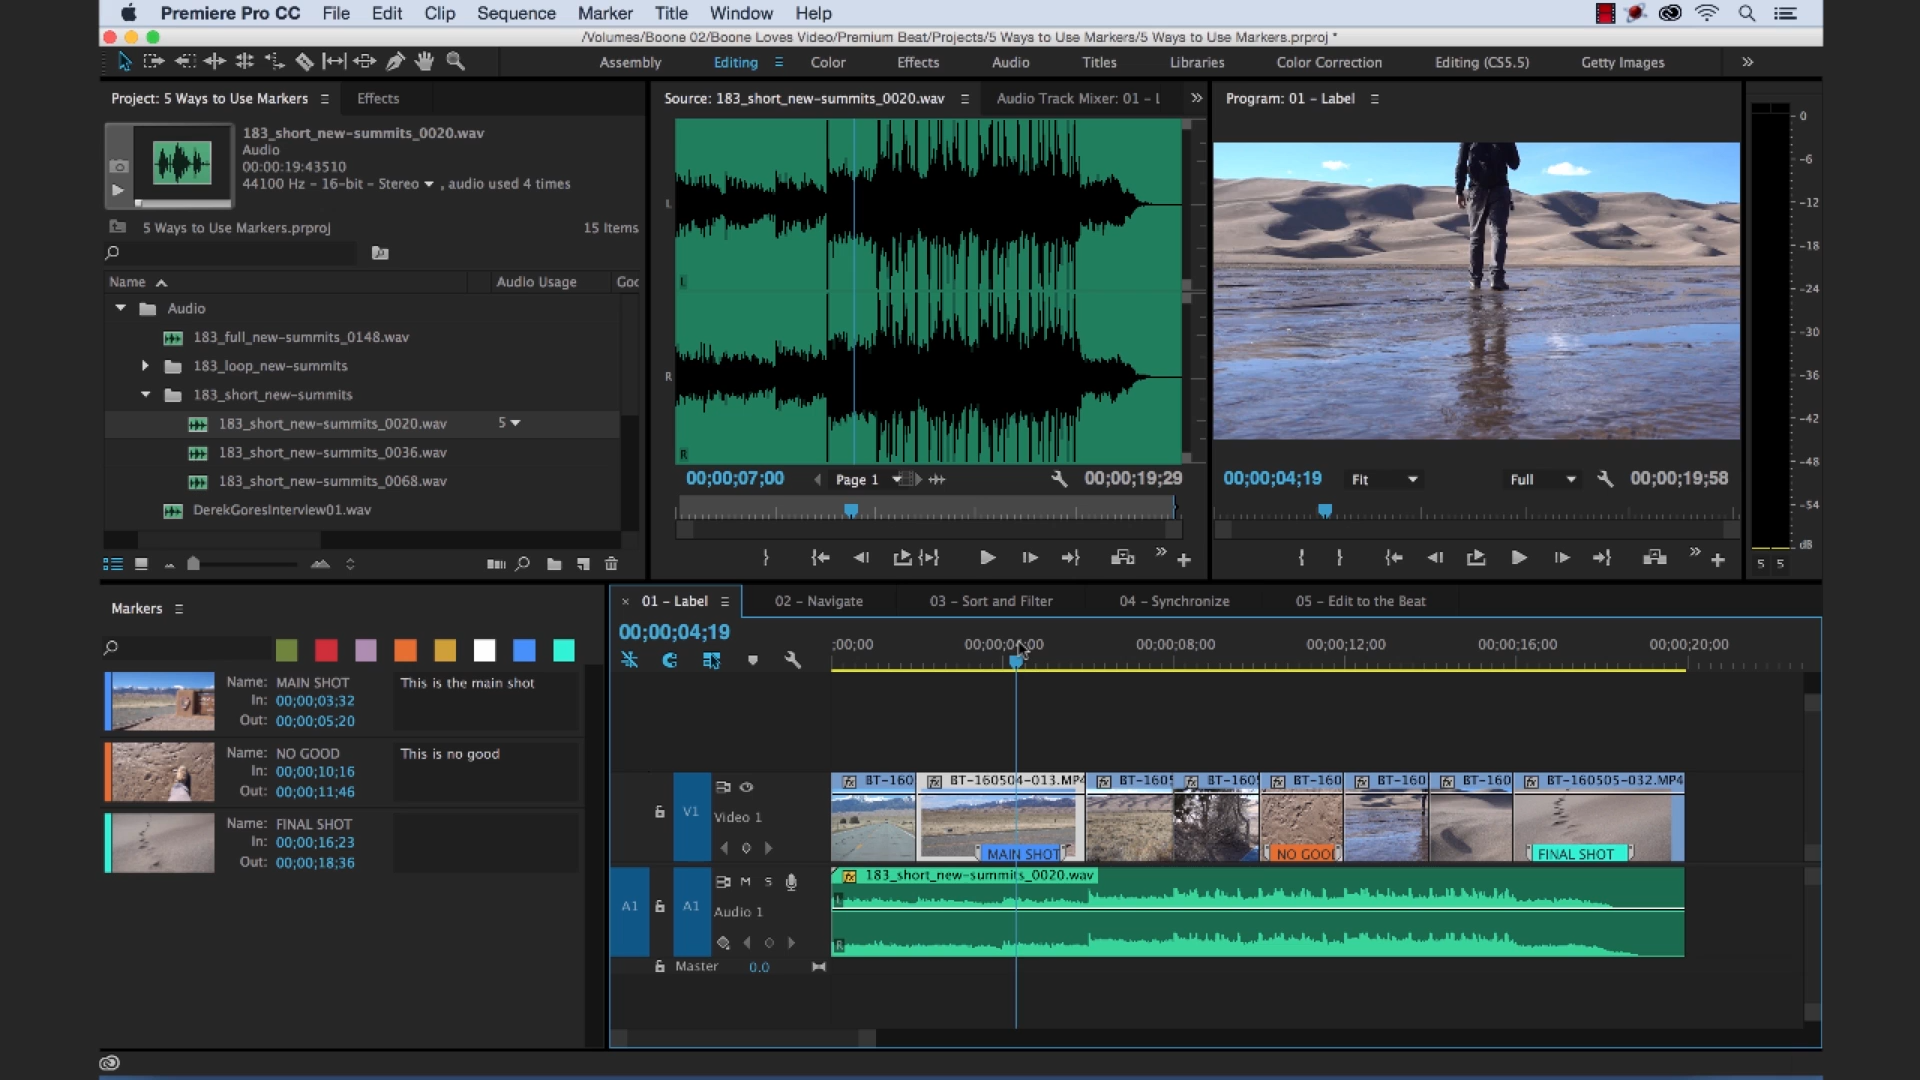 Premiere Pro CC File Edit Clip Sequence Marker Title Window Help
/Volumes/Boone 02/Boone Loves Video/Premium Beat/Projects/5 Ways to Use Markers/5 Ways to Use Markers.prproj *
Assembly Editing Color Effects Audio Titles Libraries Color Correction Editing (CS5.5) Getty Images
Project: 5 Ways to Use Markers Effects
183_short_new-summits_0020.wav
Audio
00:00:19:43510
44100 Hz - 16-bit - Stereo , audio used 4 times
5 Ways to Use Markers.prproj 15 Items
Name Audio Usage Goo
Audio
183_full_new-summits_0148.wav
183_loop_new-summits
183_short_new-summits
183_short_new-summits_0020.wav 5
183_short_new-summits_0036.wav
183_short_new-summits_0068.wav
DerekGoresInterview01.wav
Source: 183_short_new-summits_0020.wav Audio Track Mixer: 01 - L
L
L
R
R
00;00;07;00 Page 1 00:00:19;29
Program: 01 - Label
00;00;04;19 Fit Full 00;00;19;58
0
-6
-12
-18
-24
-30
-36
-42
-48
-54
dB
5 5
Markers
Name: MAIN SHOT This is the main shot
In: 00;00;03;32
Out: 00;00;05;20
Name: NO GOOD This is no good
In: 00;00;10;16
Out: 00;00;11;46
Name: FINAL SHOT
In: 00;00;16;23
Out: 00;00;18;36
× 01 - Label 02 - Navigate 03 - Sort and Filter 04 - Synchronize 05 - Edit to the Beat
00;00;04;19
;00;00 00;00;04;00 00;00;08;00 00;00;12;00 00;00;16;00 00;00;20;00
BT-160 BT-160504-013.MP4 BT-1605 BT-1605 BT-160 BT-160 BT-160 BT-160505-032.MP4
V1 Video 1
MAIN SHOT NO GOOD FINAL SHOT
183_short_new-summits_0020.wav
M S
A1 A1 Audio 1
L
R
Master 0.0